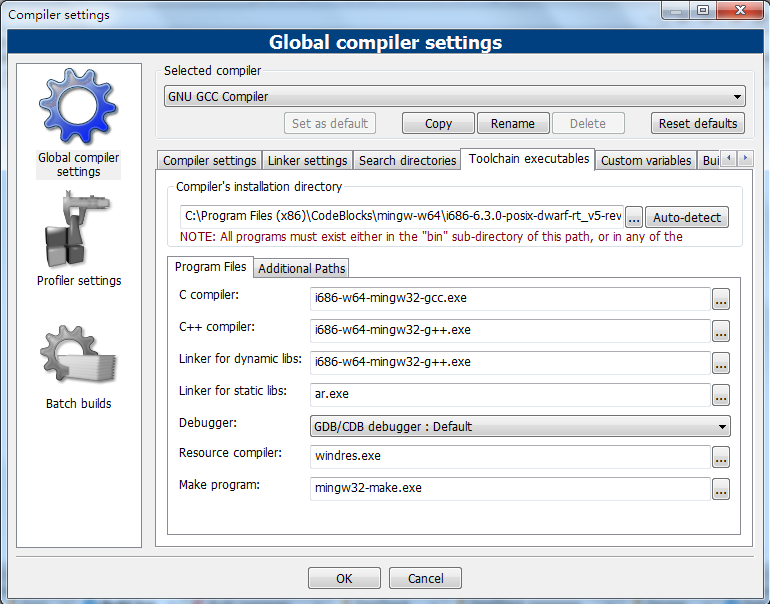 Compiler settings
Global compiler settings
Global compiler
settings
Profiler settings
Batch builds
Selected compiler
GNU GCC Compiler
Set as default
Copy
Rename
Delete
Reset defaults
Compiler settings
Linker settings
Search directories
Toolchain executables
Custom variables
Bui
Compiler's installation directory
C:\Program Files (x86)\CodeBlocks\mingw-w64\i686-6.3.0-posix-dwarf-rt_v5-rev
...
Auto-detect
NOTE: All programs must exist either in the "bin" sub-directory of this path, or in any of the
Program Files
Additional Paths
C compiler:
i686-w64-mingw32-gcc.exe
...
C++ compiler:
i686-w64-mingw32-g++.exe
...
Linker for dynamic libs:
i686-w64-mingw32-g++.exe
...
Linker for static libs:
ar.exe
...
Debugger:
GDB/CDB debugger : Default
Resource compiler:
windres.exe
...
Make program:
mingw32-make.exe
...
OK
Cancel